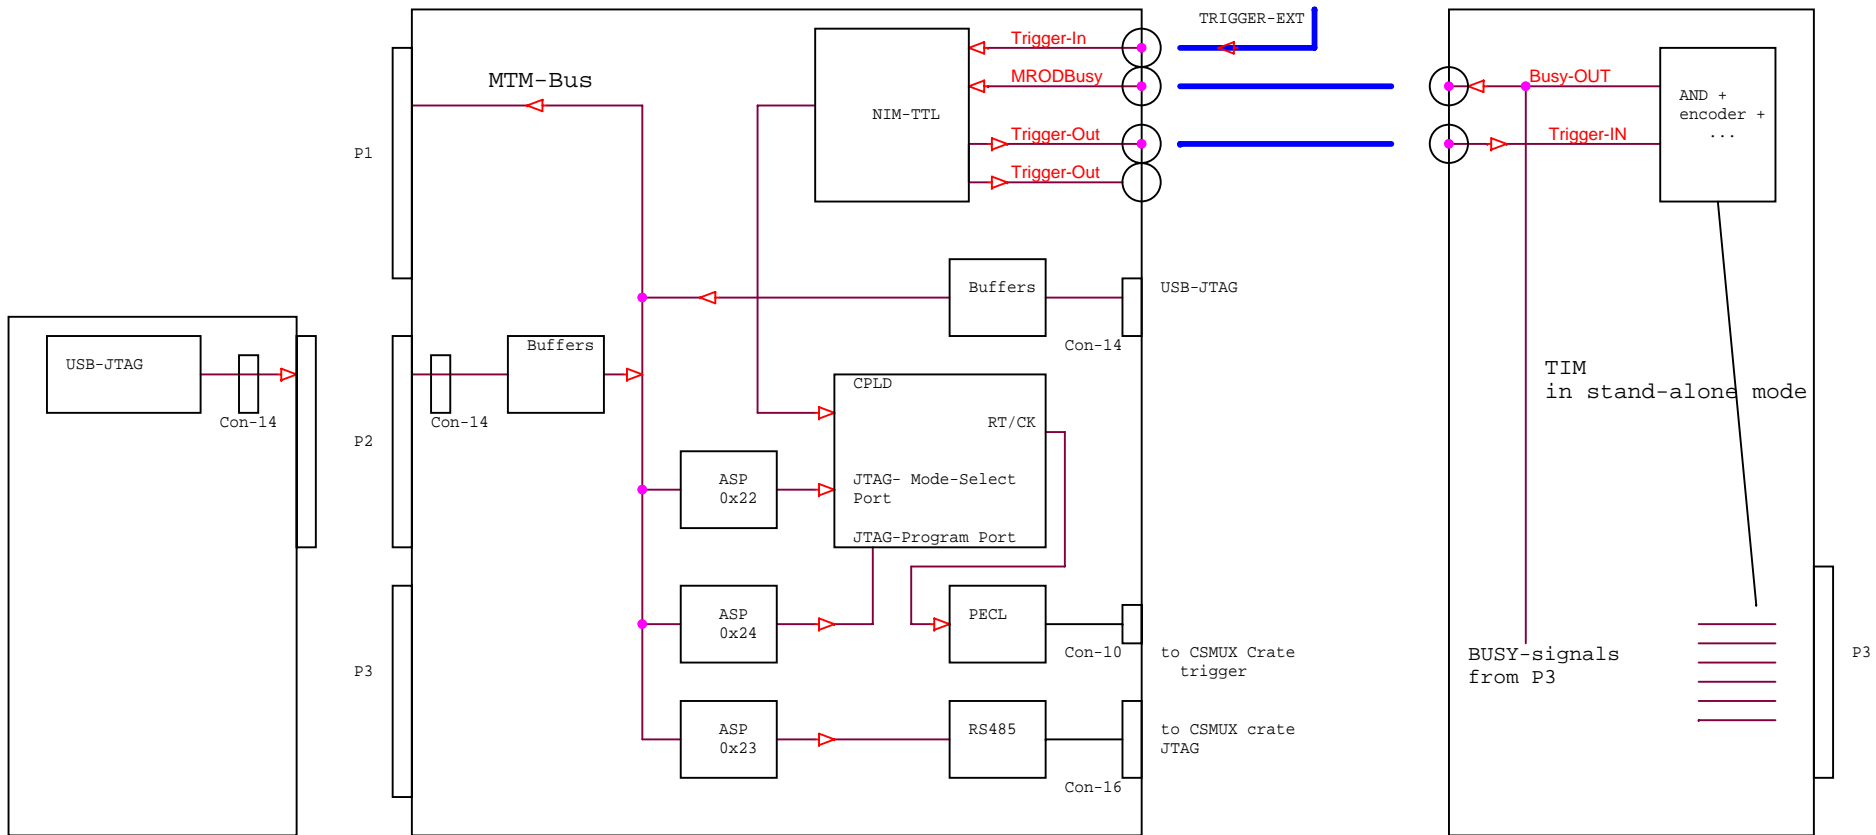 TRIGGER-EXT
Trigger-In
MRODBusy
Trigger-Out
Trigger-Out
NIM-TTL
MTM-Bus
P1
Busy-OUT
Trigger-IN
AND +
encoder +
...
Buffers
USB-JTAG
Con-14
USB-JTAG
Con-14
Buffers
Con-14
P2
CPLD
RT/CK
JTAG- Mode-Select
Port
JTAG-Program Port
ASP
0x22
TIM
in stand-alone mode
ASP
0x24
PECL
Con-10
to CSMUX Crate
trigger
P3
BUSY-signals
from P3
P3
ASP
0x23
RS485
Con-16
to CSMUX crate
JTAG